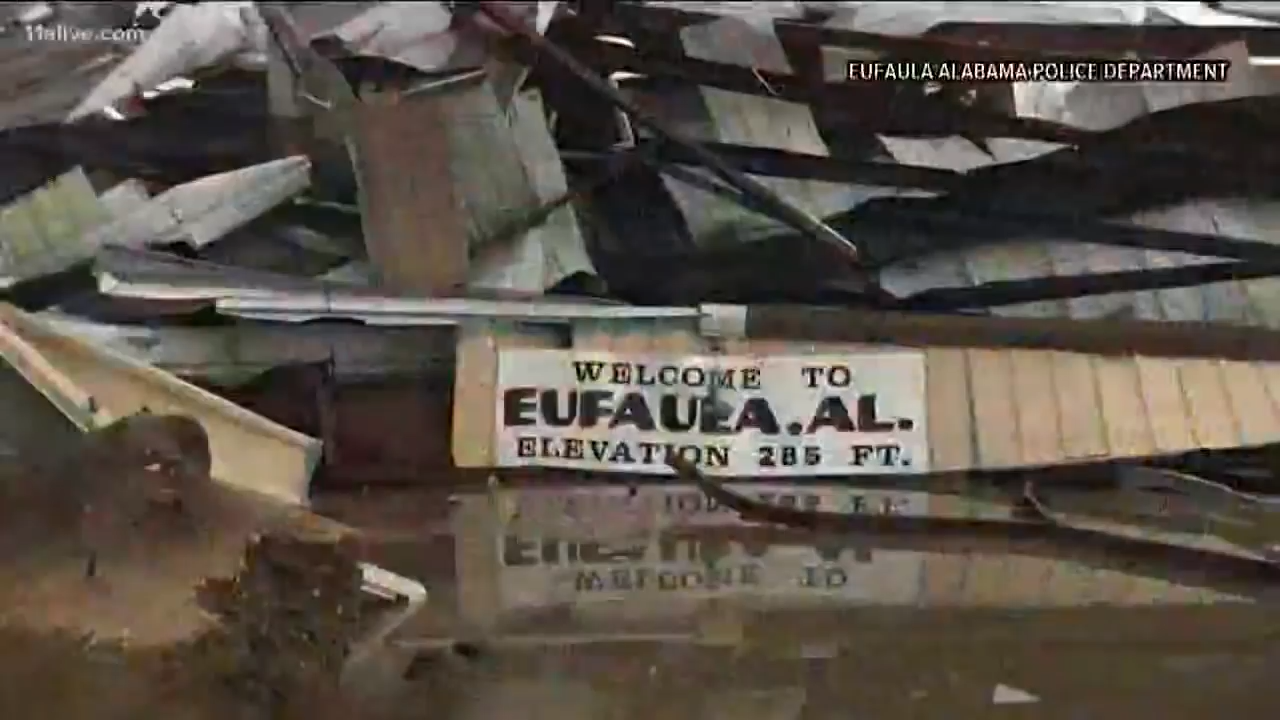 11alive.com
EUFAULA ALABAMA POLICE DEPARTMENT
WELCOME TO
EUFAULA.AL.
ELEVATION 285 FT.